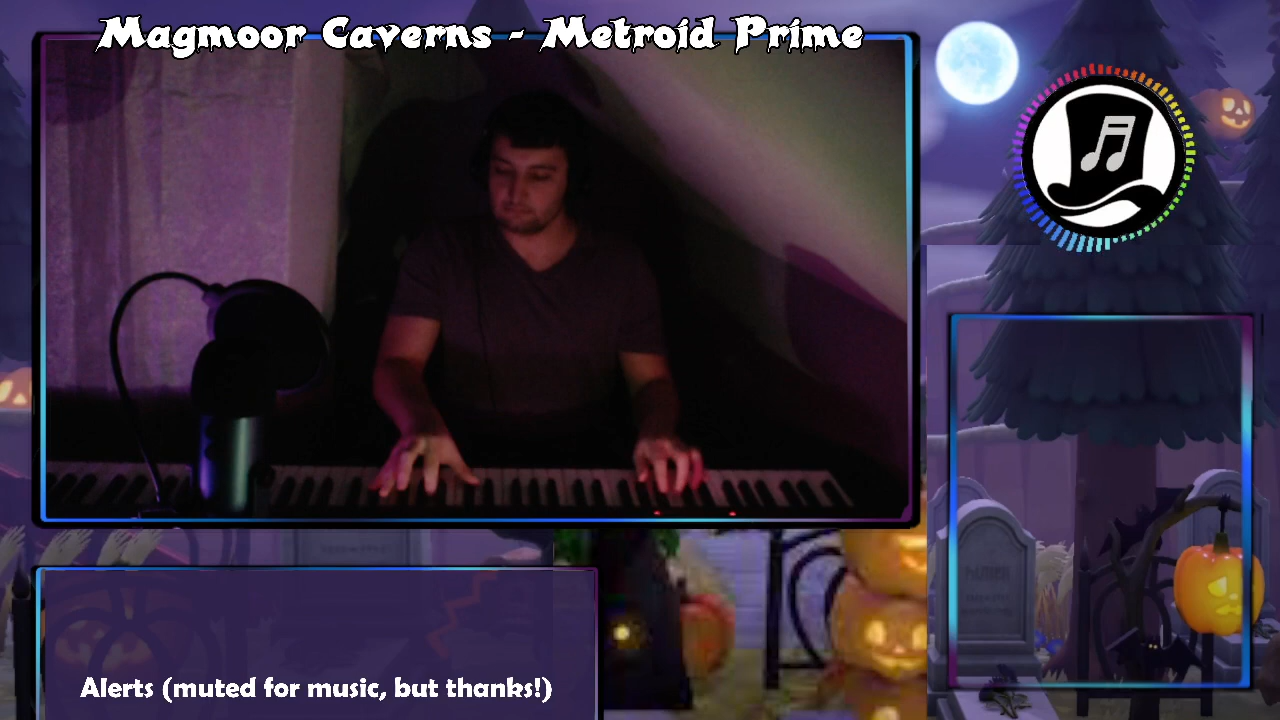 Magmoor Caverns - Metroid Prime
Alerts (muted for music, but thanks!)